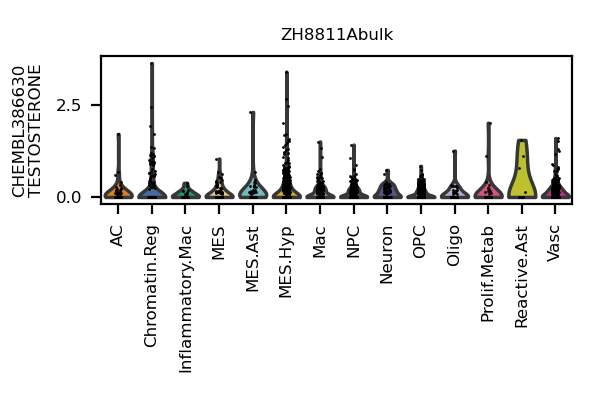 ZH8811Abulk
CHEMBL386630
TESTOSTERONE
2.5
0.0
AC
Chromatin.Reg
Inflammatory.Mac
MES
MES.Ast
MES.Hyp
Mac
NPC
Neuron
OPC
Oligo
Prolif.Metab
Reactive.Ast
Vasc